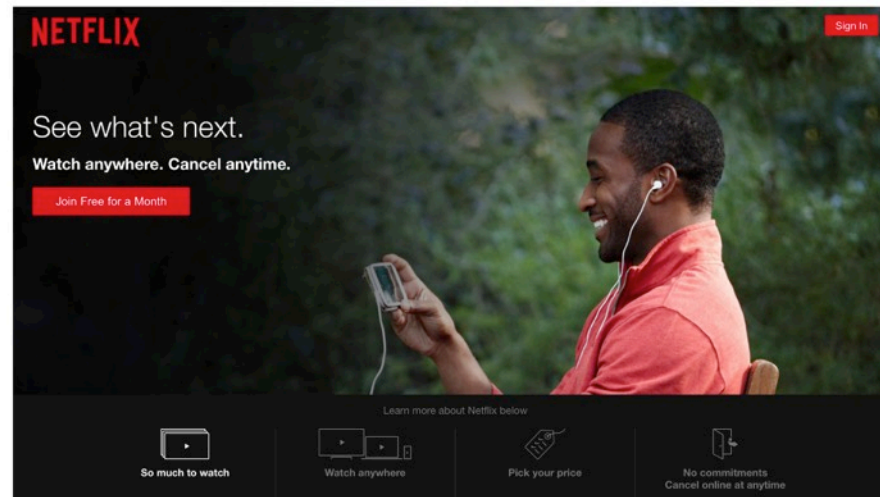 NETFLIX
Sign In
See what's next.
Watch anywhere. Cancel anytime.
Join Free for a Month
Learn more about Netflix below
So much to watch
Watch anywhere
Pick your price
No commitments
Cancel online at anytime